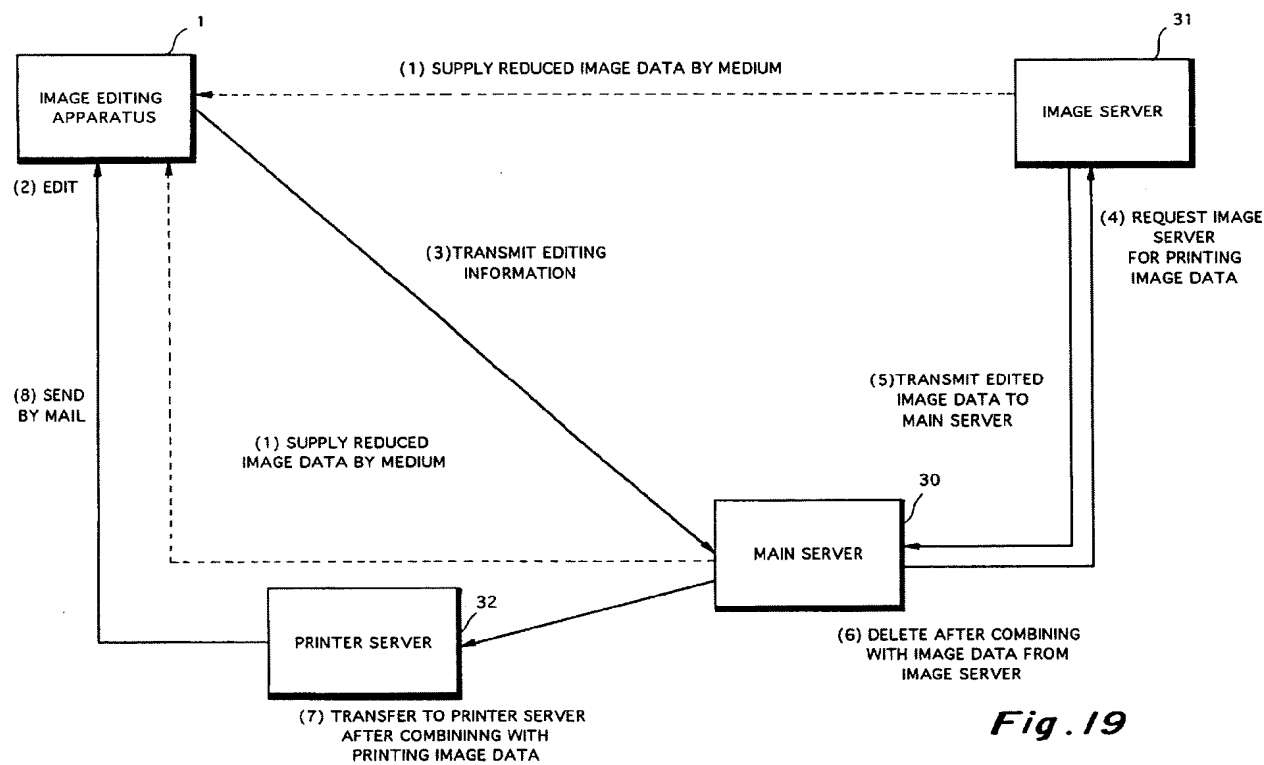 1
31
(1) SUPPLY REDUCED IMAGE DATA BY MEDIUM
IMAGE EDITING
APPARATUS
IMAGE SERVER
(2) EDIT
(4) REQUEST IMAGE
SERVER
FOR PRINTING
IMAGE DATA
(3)TRANSMIT EDITING
INFORMATION
(5)TRANSMIT EDITED
IMAGE DATA TO
MAIN SERVER
(8) SEND
BY MAIL
(1) SUPPLY REDUCED
IMAGE DATA BY MEDIUM
30
MAIN SERVER
32
PRINTER SERVER
(6) DELETE AFTER COMBINING
WITH IMAGE DATA FROM
IMAGE SERVER
(7) TRANSFER TO PRINTER SERVER
AFTER COMBININNG WITH
PRINTING IMAGE DATA
Fig.19